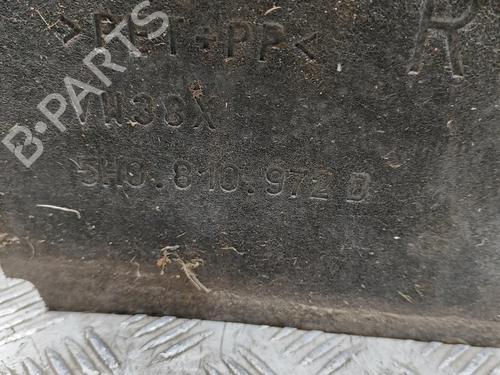 >PET+PP<
R
VW38X
5H0.810.972 B
B-PARTS